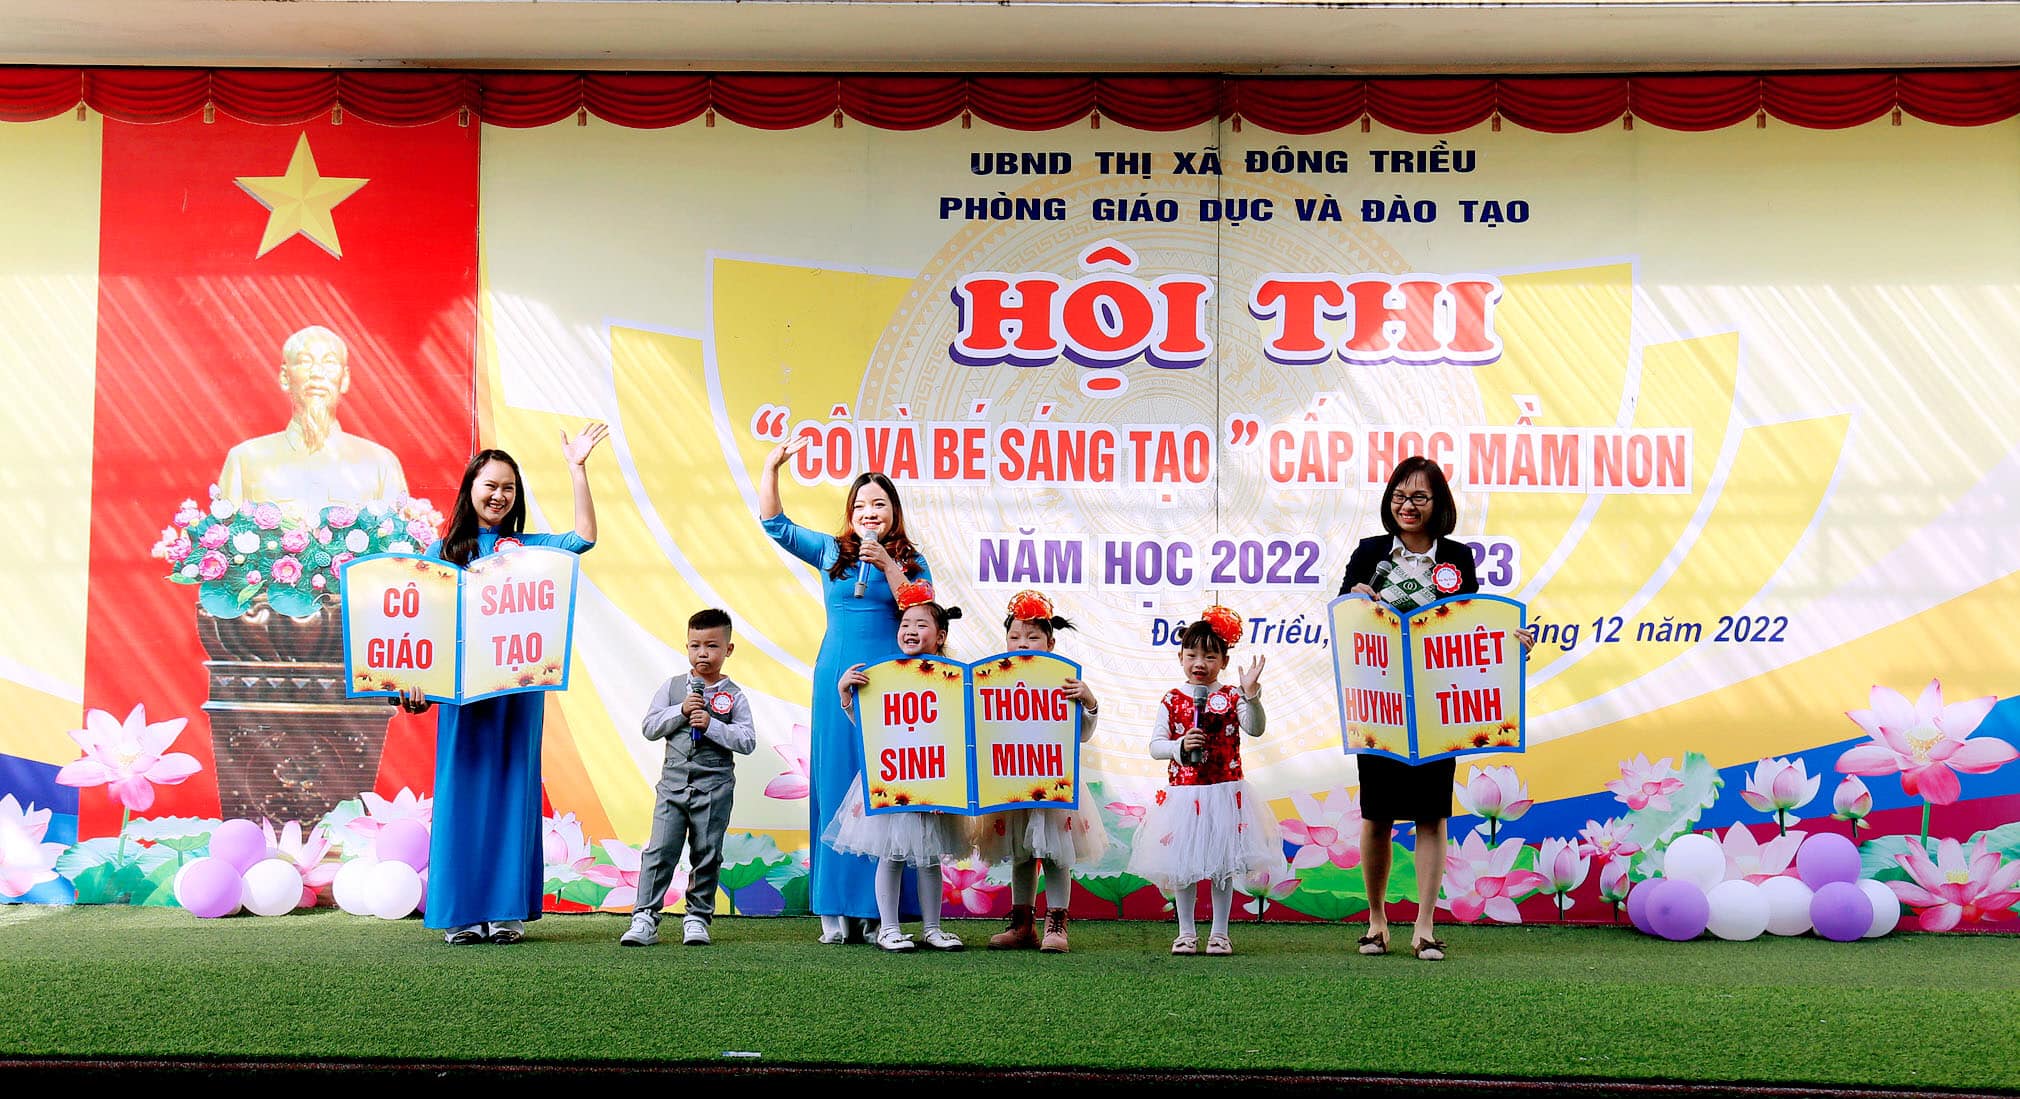 UBND THỊ XÃ ĐÔNG TRIỀU
PHÒNG GIÁO DỤC VÀ ĐÀO TẠO
HỘI THI
“CÔ VÀ BÉ SÁNG TẠO” CẤP HỌC MẦM NON
NĂM HỌC 2022 23
Triều, 12 năm 2022
CÔ GIÁO
SÁNG TẠO
HỌC SINH
THÔNG MINH
PHỤ HUYNH
NHIỆT TÌNH